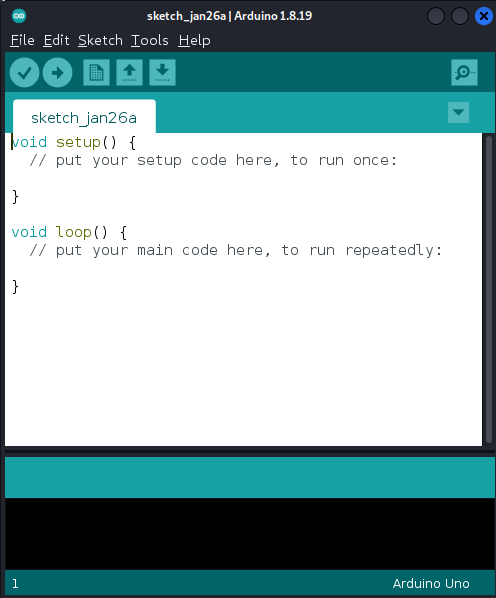 sketch_jan26a | Arduino 1.8.19
File Edit Sketch Tools Help
sketch_jan26a
void setup() {
  // put your setup code here, to run once:
}
void loop() {
  // put your main code here, to run repeatedly:
}
1 Arduino Uno